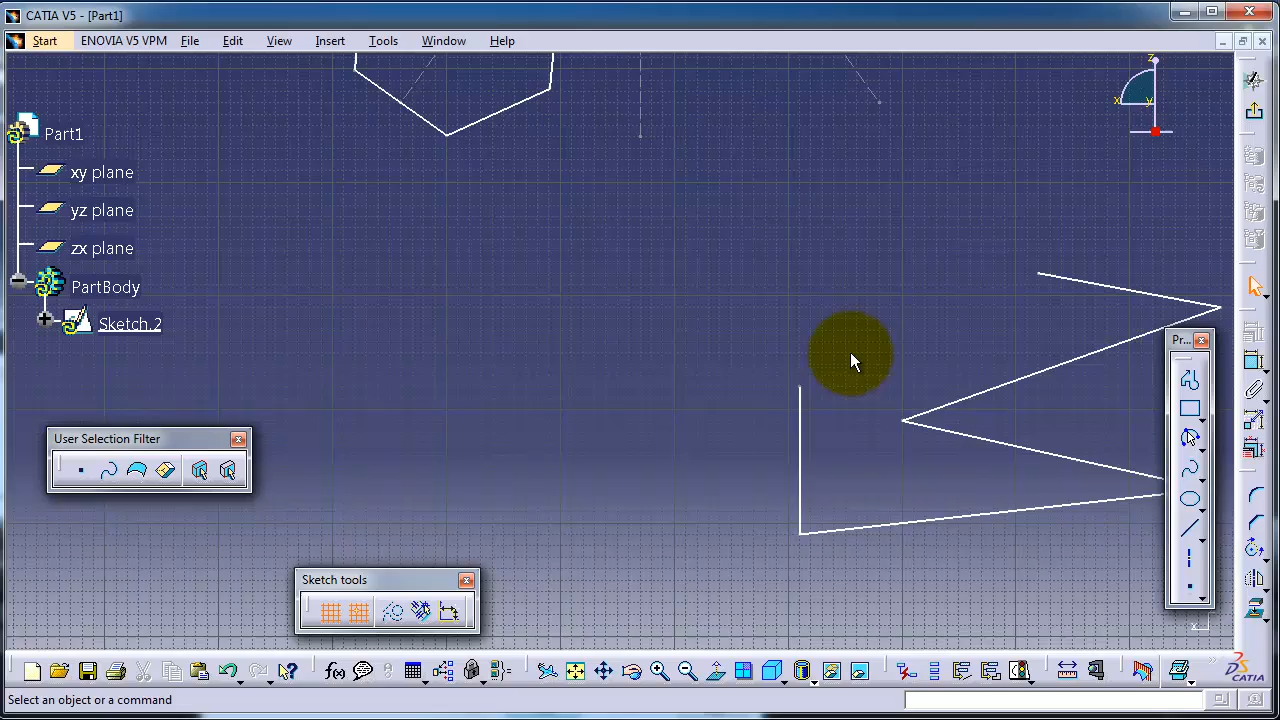 CATIA V5 - [Part1]
Start ENOVIA V5 VPM File Edit View Insert Tools Window Help
z
x y
Part1
xy plane
yz plane
zx plane
PartBody
Sketch.2
Pr...
User Selection Filter
Sketch tools
x
f(x)
CATIA
Select an object or a command